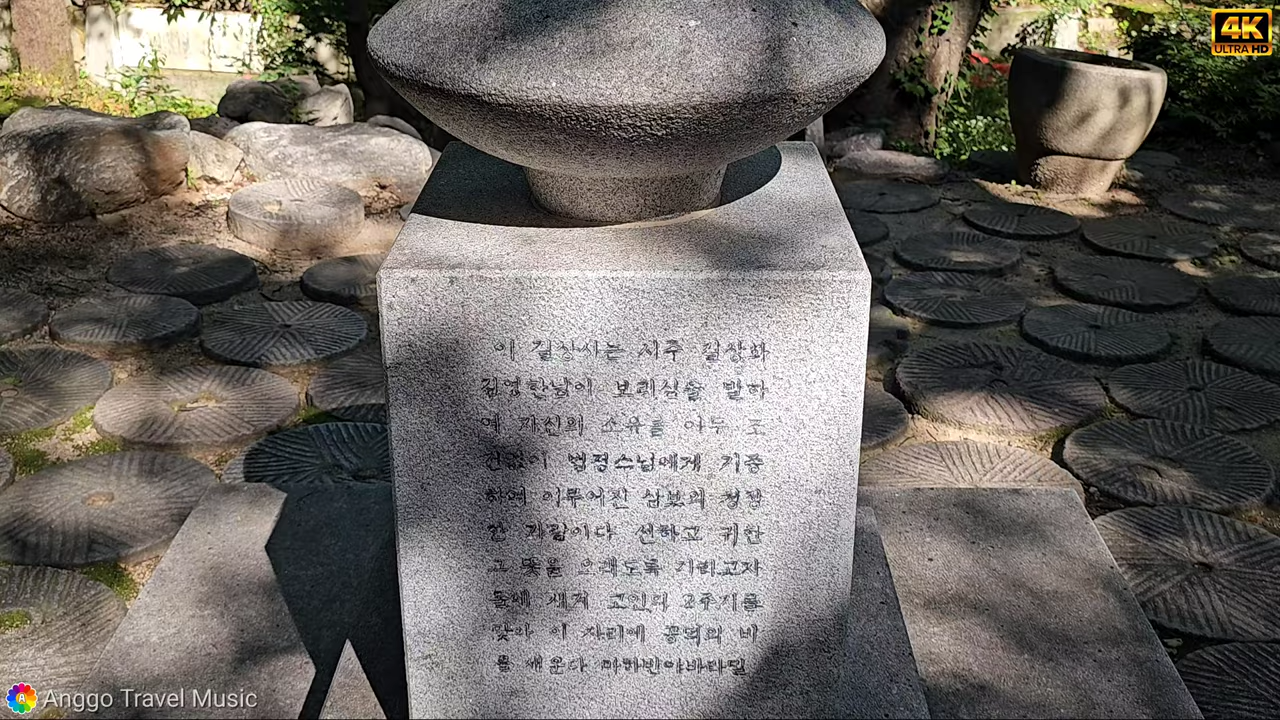 4K
ULTRA HD
이 길상사는 시주 길상화
김영한님이 보리심을 발하
여 자신의 소유를 아무 조
건없이 법정스님에게 기증
하여 이루어진 삼보의 청정
한 가람이다 선하고 귀한
그 뜻을 오래도록 기리고자
돌에 새겨 고인의 2주기를
맞아 이 자리에 공덕의 비
를 세운다 마하반야바라밀
Anggo Travel Music